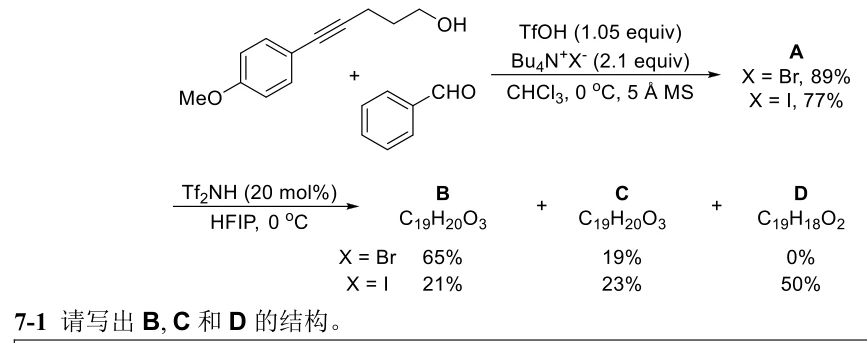 OH
MeO
+
CHO
TfOH (1.05 equiv)
Bu₄N⁺X⁻ (2.1 equiv)
CHCl₃, 0 °C, 5 Å MS
A
X = Br, 89%
X = I, 77%
Tf₂NH (20 mol%)
HFIP, 0 °C
B + C + D
C₁₉H₂₀O₃ C₁₉H₂₀O₃ C₁₉H₁₈O₂
X = Br 65% 19% 0%
X = I 21% 23% 50%
7-1 请写出 B, C 和 D 的结构。